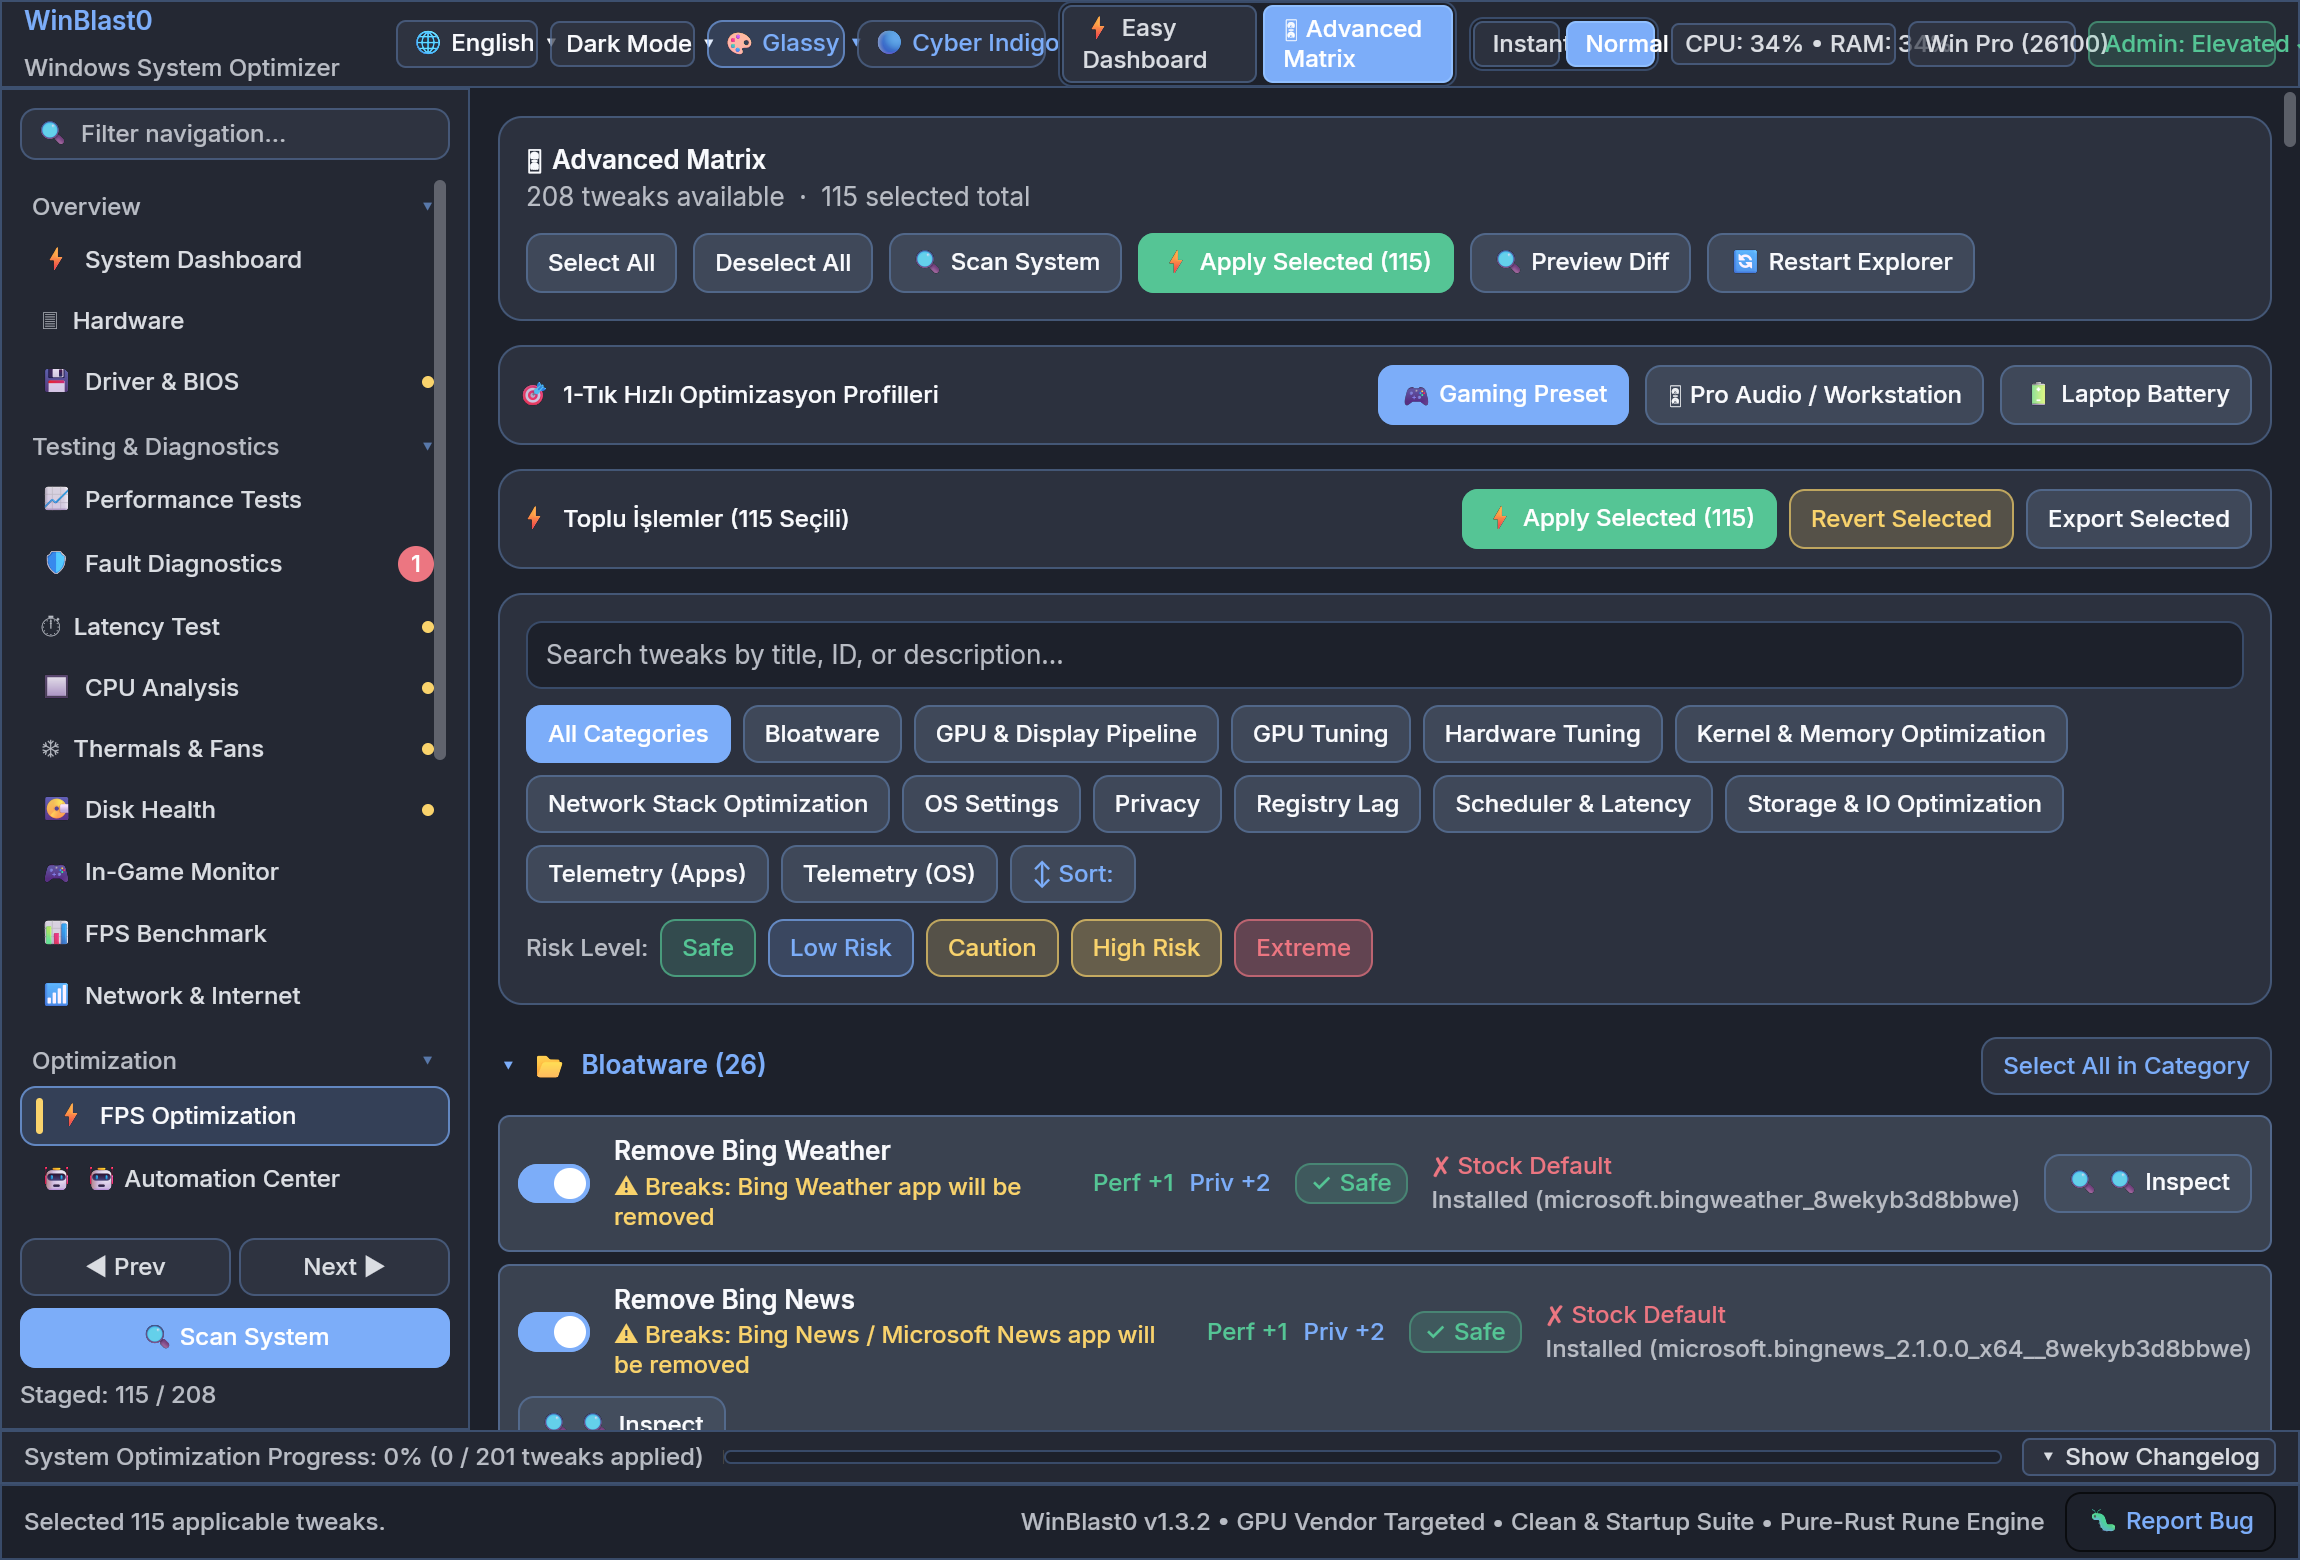 WinBlast0
Windows System Optimizer
🌐 English
Dark Mode
🎨 Glassy
🔵 Cyber Indigo
⚡ Easy Dashboard
🎛 Advanced Matrix
Instant
Normal
CPU: 34% • RAM: 34%
Win Pro (26100)
Admin: Elevated
🔍 Filter navigation...
Overview
⚡ System Dashboard
Hardware
💾 Driver & BIOS
Testing & Diagnostics
📈 Performance Tests
🛡 Fault Diagnostics 1
⏱ Latency Test
CPU Analysis
❄ Thermals & Fans
Disk Health
🎮 In-Game Monitor
📊 FPS Benchmark
📶 Network & Internet
Optimization
⚡ FPS Optimization
🤖 🤖 Automation Center
◀ Prev
Next ▶
🔍 Scan System
Staged: 115 / 208
🎛 Advanced Matrix
208 tweaks available · 115 selected total
Select All
Deselect All
🔍 Scan System
⚡ Apply Selected (115)
🔍 Preview Diff
🔄 Restart Explorer
🎯 1-Tık Hızlı Optimizasyon Profilleri
🎮 Gaming Preset
🎛 Pro Audio / Workstation
🔋 Laptop Battery
⚡ Toplu İşlemler (115 Seçili)
⚡ Apply Selected (115)
Revert Selected
Export Selected
Search tweaks by title, ID, or description...
All Categories
Bloatware
GPU & Display Pipeline
GPU Tuning
Hardware Tuning
Kernel & Memory Optimization
Network Stack Optimization
OS Settings
Privacy
Registry Lag
Scheduler & Latency
Storage & IO Optimization
Telemetry (Apps)
Telemetry (OS)
↕ Sort:
Risk Level:
Safe
Low Risk
Caution
High Risk
Extreme
▼ 📂 Bloatware (26)
Select All in Category
Remove Bing Weather
⚠ Breaks: Bing Weather app will be
removed
Perf +1 Priv +2
✓ Safe
✗ Stock Default
Installed (microsoft.bingweather_8wekyb3d8bbwe)
🔍 🔍 Inspect
Remove Bing News
⚠ Breaks: Bing News / Microsoft News app will
be removed
Perf +1 Priv +2
✓ Safe
✗ Stock Default
Installed (microsoft.bingnews_2.1.0.0_x64__8wekyb3d8bbwe)
🔍 🔍 Inspect
System Optimization Progress: 0% (0 / 201 tweaks applied)
▼ Show Changelog
Selected 115 applicable tweaks.
WinBlast0 v1.3.2 • GPU Vendor Targeted • Clean & Startup Suite • Pure-Rust Rune Engine
🐛 Report Bug